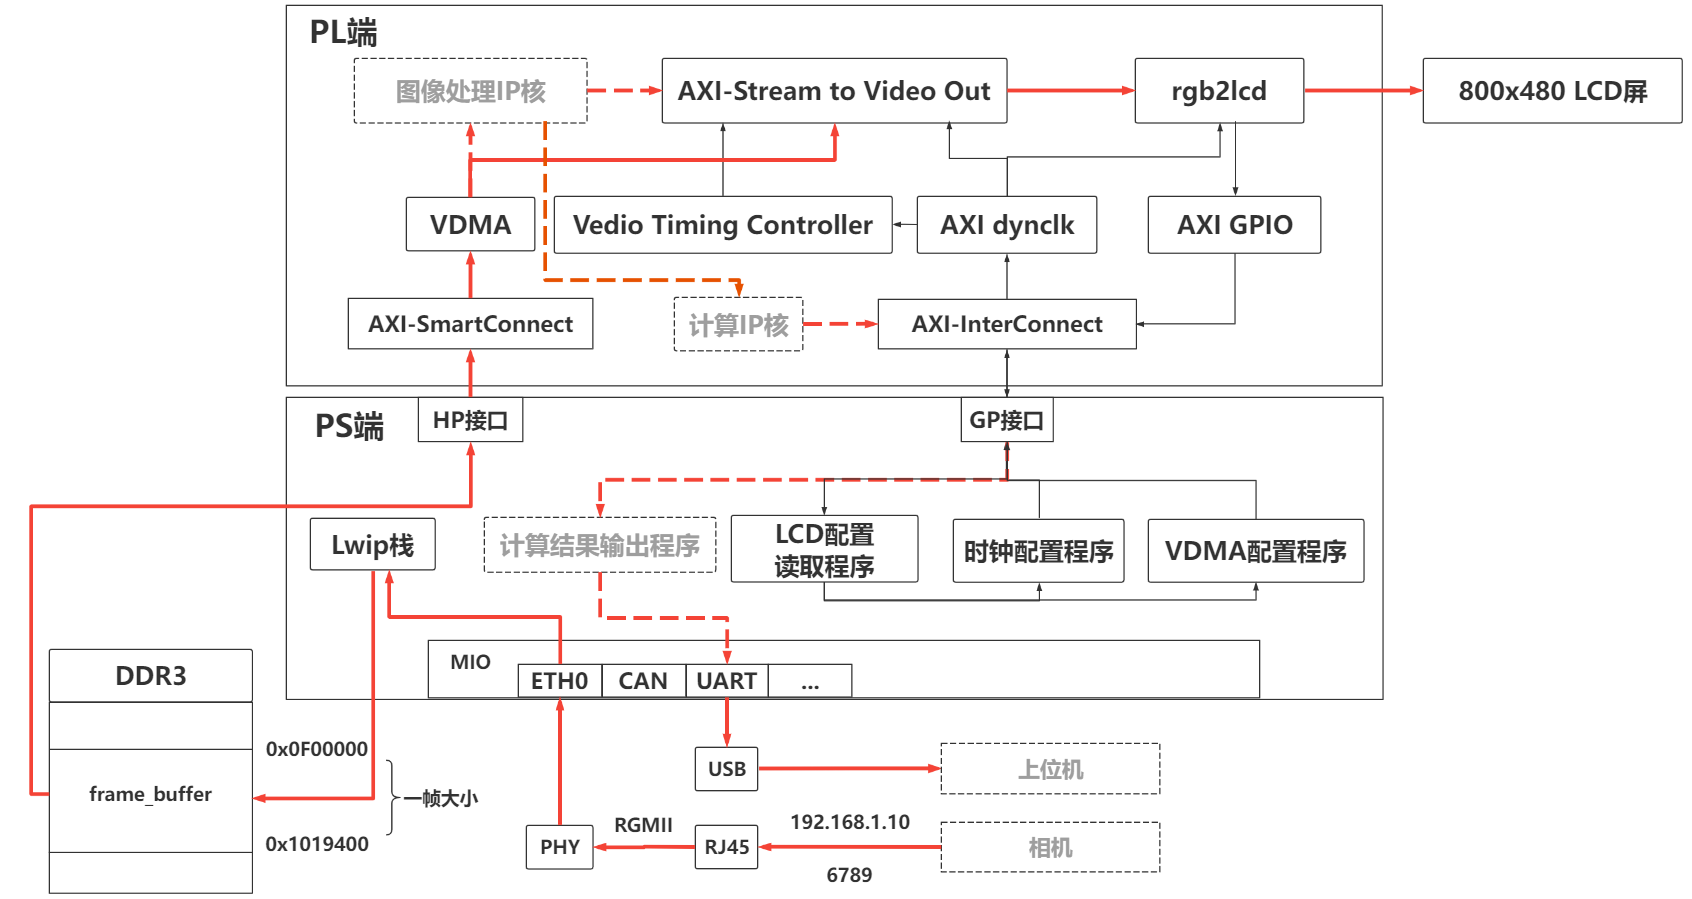 PL端
图像处理IP核
AXI-Stream to Video Out
rgb2lcd
800x480 LCD屏
VDMA
Vedio Timing Controller
AXI dynclk
AXI GPIO
AXI-SmartConnect
计算IP核
AXI-InterConnect
PS端
HP接口
GP接口
Lwip栈
计算结果输出程序
LCD配置
读取程序
时钟配置程序
VDMA配置程序
MIO
ETH0
CAN
UART
...
DDR3
0x0F00000
frame_buffer
一帧大小
0x1019400
USB
上位机
PHY
RGMII
RJ45
192.168.1.10
6789
相机